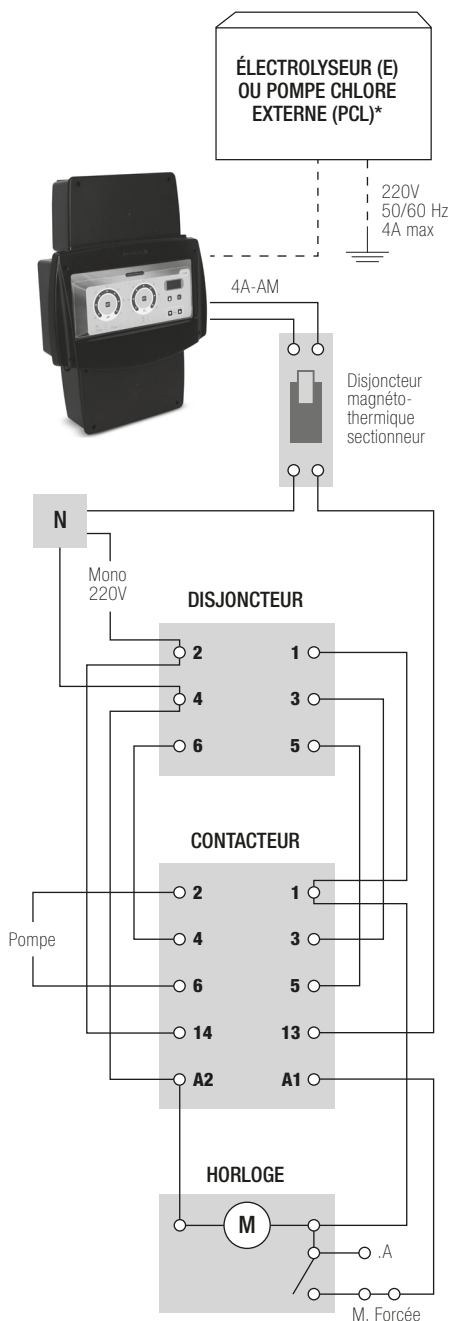 ÉLECTROLYSEUR (E)
OU POMPE CHLORE
EXTERNE (PCL)*
220V
50/60 Hz
4A max
4A-AM
Disjoncteur
magnéto-
thermique
sectionneur
N
Mono
220V
DISJONCTEUR
2 1
4 3
6 5
CONTACTEUR
2 1
Pompe
4 3
6 5
14 13
A2 A1
HORLOGE
M
.A
M. Forcée